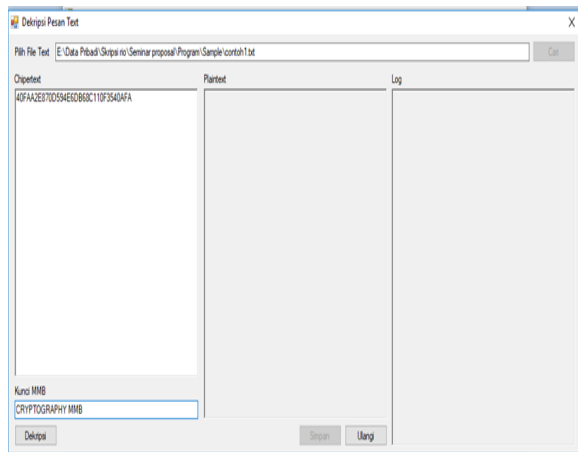 Dekripsi Pesan Text
X
Pilih File Text E:\Data Pribadi\Skripsi rio\Seminar proposal\Program\Sample\contoh1.txt Cari
Chipertext Plaintext Log
40FAA2E870D594E6DB68C110F3540AFA
Kunci MMB
CRYPTOGRAPHY MMB
Dekripsi Simpan Ulangi